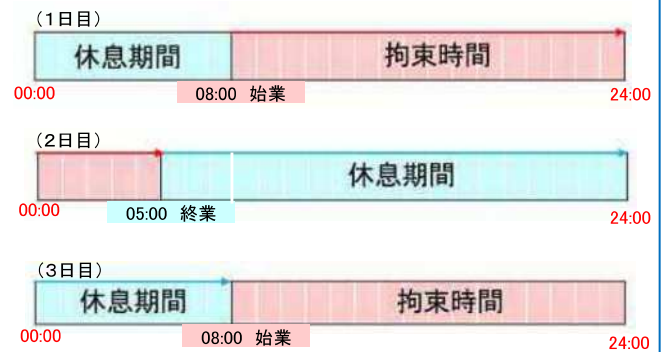 （１日目）
休息期間 拘束時間
00:00 08:00 始業 24:00
（２日目）
休息期間
00:00 05:00 終業 24:00
（３日目）
休息期間 拘束時間
00:00 08:00 始業 24:00